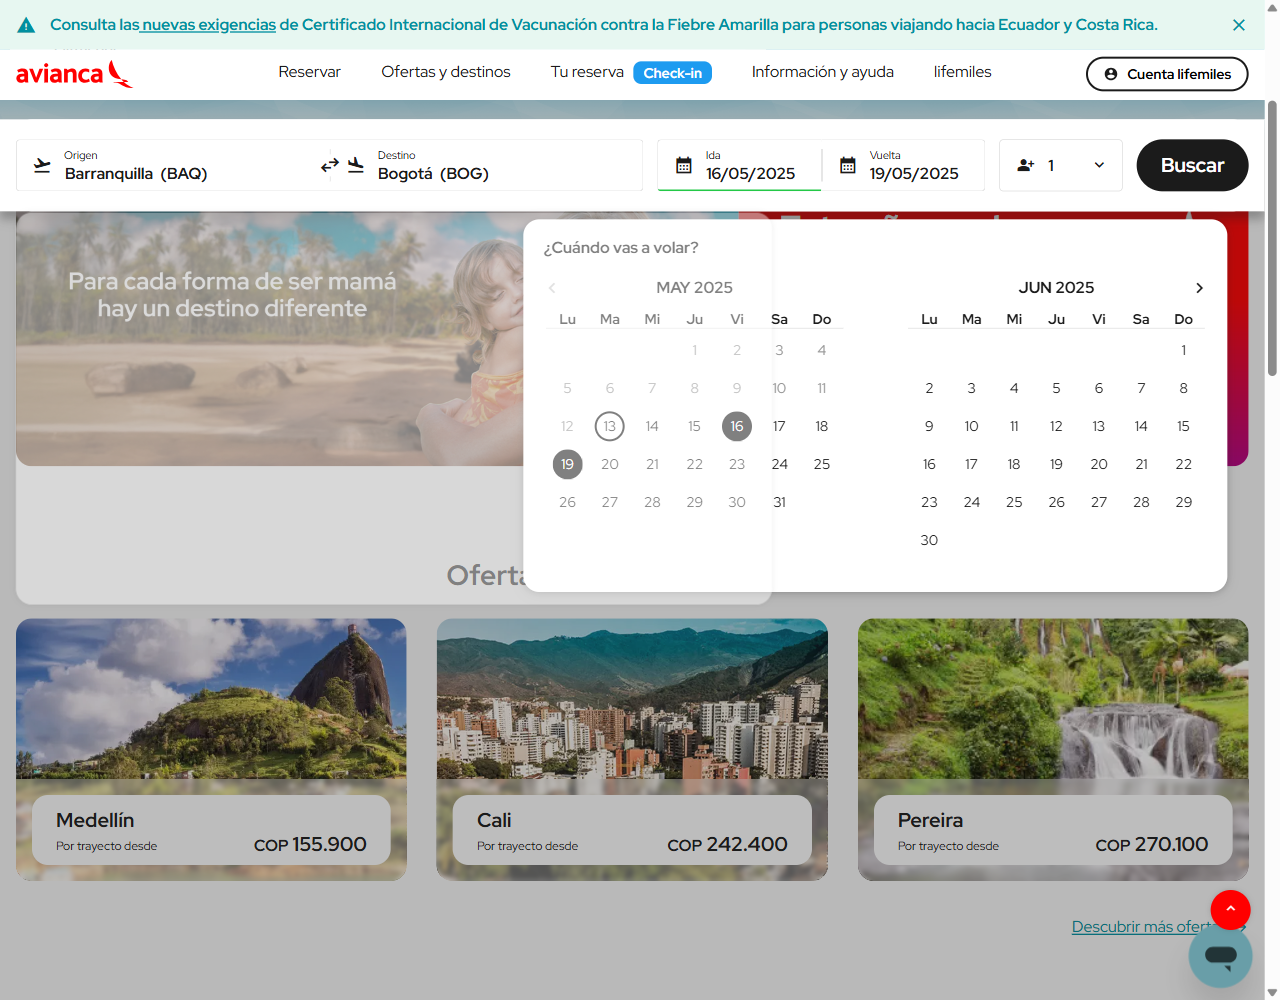 Consulta las nuevas exigencias de Certificado Internacional de Vacunación contra la Fiebre Amarilla para personas viajando hacia Ecuador y Costa Rica.
avianca
Reservar
Ofertas y destinos
Tu reserva
Check-in
Información y ayuda
lifemiles
Cuenta lifemiles
Origen
Barranquilla (BAQ)
Destino
Bogotá (BOG)
Ida
16/05/2025
Vuelta
19/05/2025
1
Buscar
Para cada forma de ser mamá
hay un destino diferente
¿Cuándo vas a volar?
MAY 2025
Lu Ma Mi Ju Vi Sa Do
1 2 3 4
5 6 7 8 9 10 11
12 13 14 15 16 17 18
19 20 21 22 23 24 25
26 27 28 29 30 31
JUN 2025
Lu Ma Mi Ju Vi Sa Do
1
2 3 4 5 6 7 8
9 10 11 12 13 14 15
16 17 18 19 20 21 22
23 24 25 26 27 28 29
30
Medellín
Por trayecto desde
COP 155.900
Cali
Por trayecto desde
COP 242.400
Pereira
Por trayecto desde
COP 270.100
Descubrir más